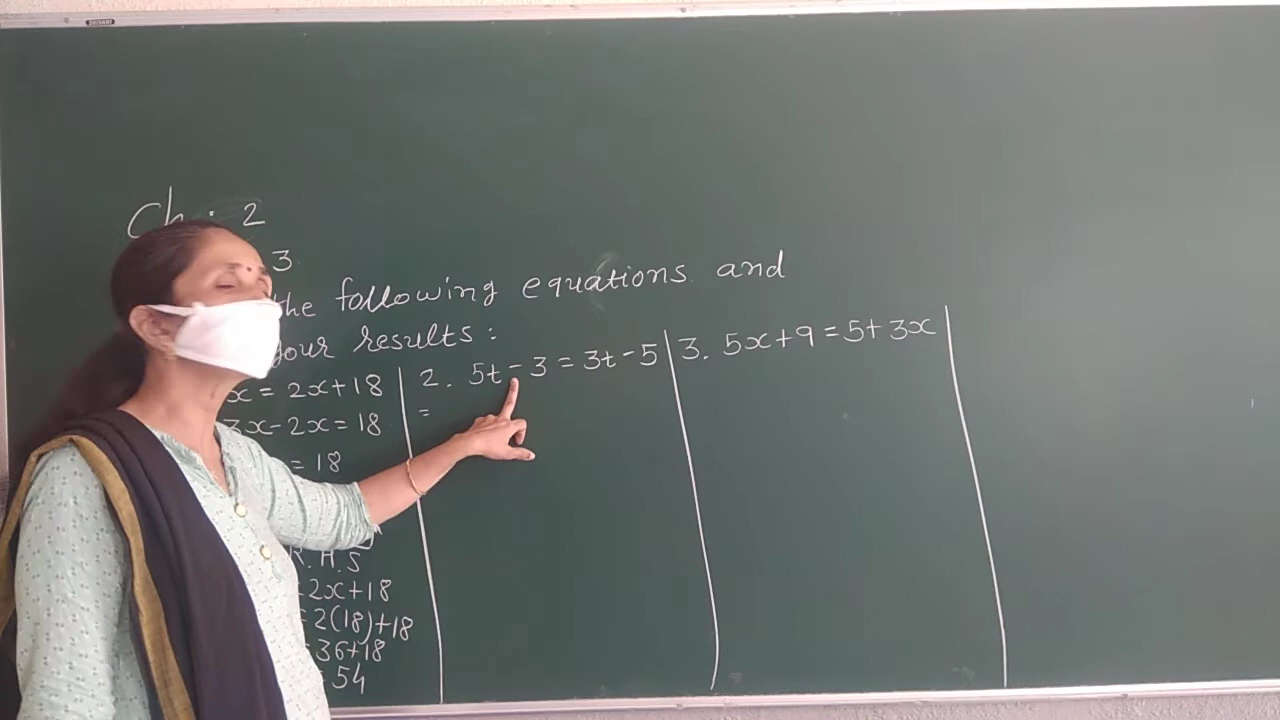 Ch. 2
3
the following equations and
your results:
x = 2x+18
3x-2x=18
= 18
2. 5t-3=3t-5
=
3. 5x+9=5+3x
R.H.S
=2x+18
=2(18)+18
=36+18
54